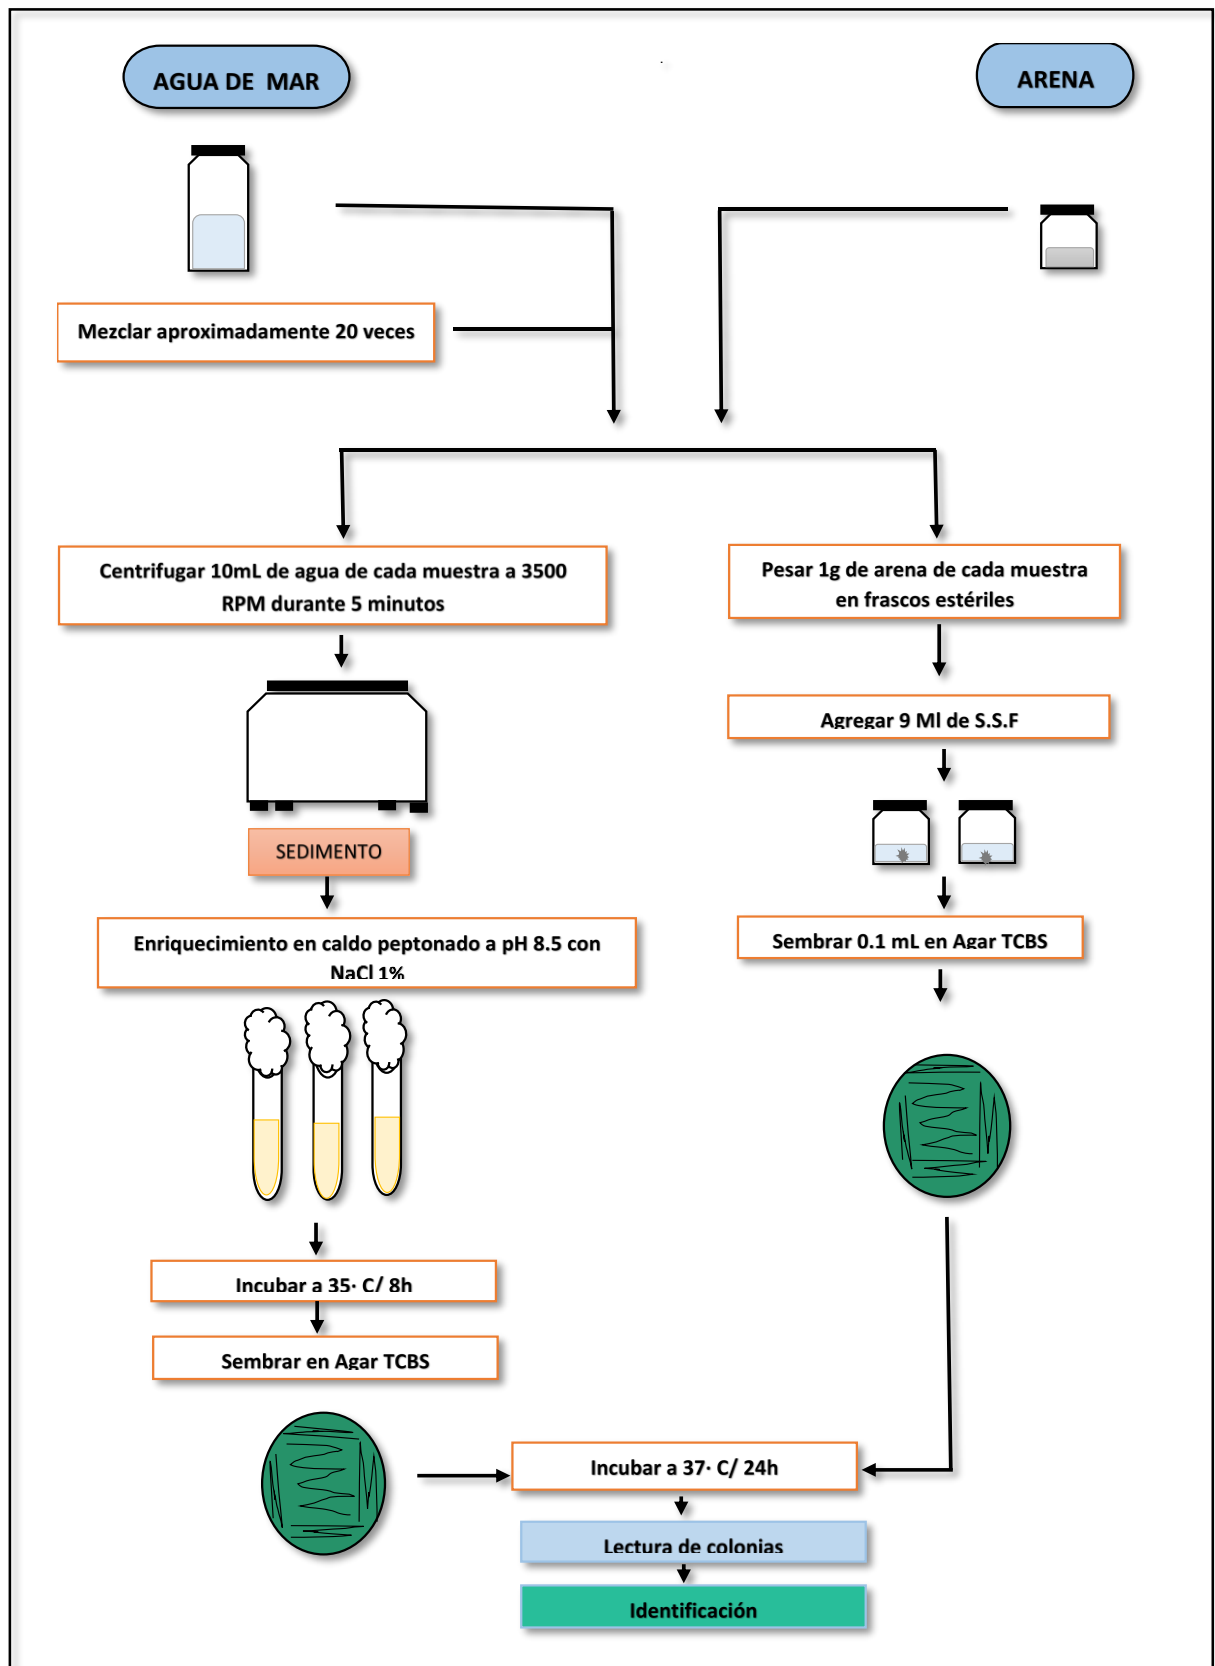 AGUA DE  MAR
ARENA
Mezclar aproximadamente 20 veces
Centrifugar 10mL de agua de cada muestra a 3500
RPM durante 5 minutos
Pesar 1g de arena de cada muestra
en frascos estériles
Agregar 9 Ml de S.S.F
SEDIMENTO
Enriquecimiento en caldo peptonado a pH 8.5 con
NaCl 1%
Sembrar 0.1 mL en Agar TCBS
Incubar a 35· C/ 8h
Sembrar en Agar TCBS
Incubar a 37· C/ 24h
Lectura de colonias
Identificación